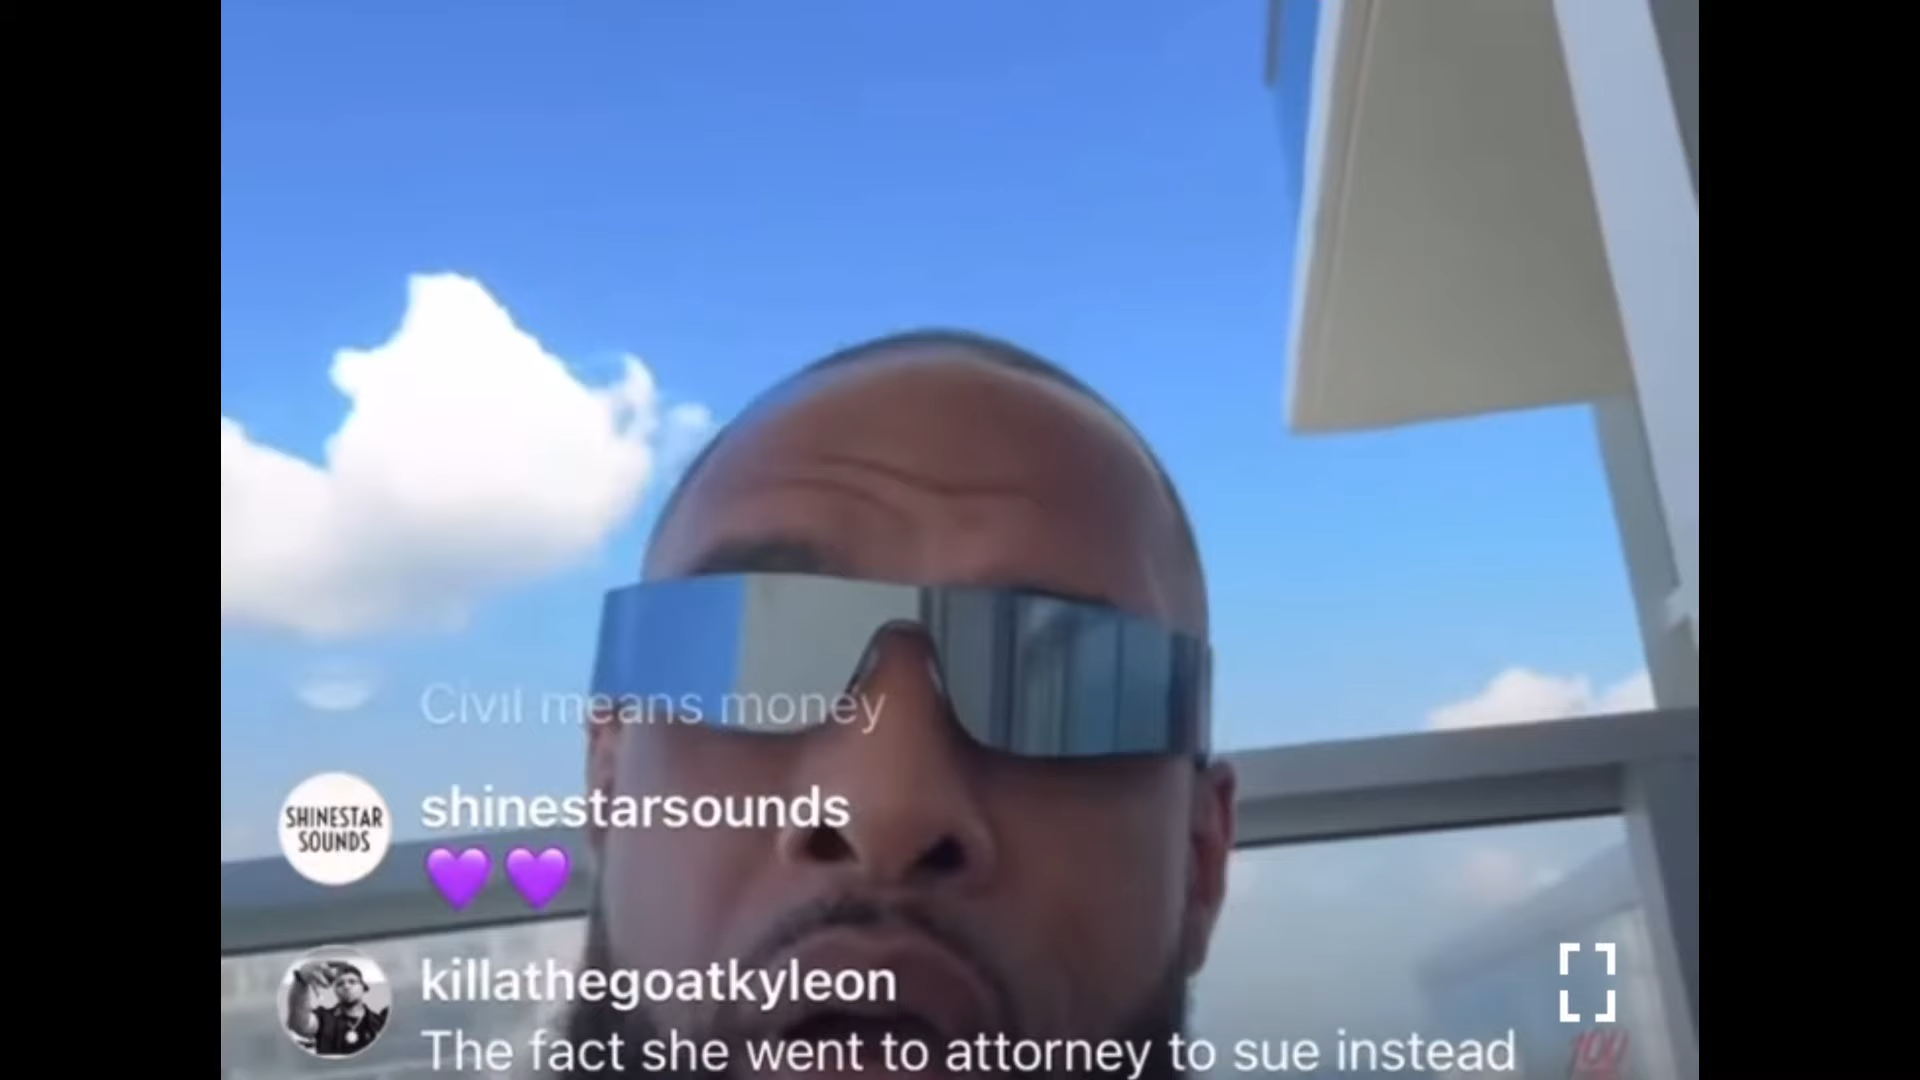 Civil means money
shinestarsounds
SHINESTAR
SOUNDS
💜💜
killathegoatkyleon
The fact she went to attorney to sue instead
💯